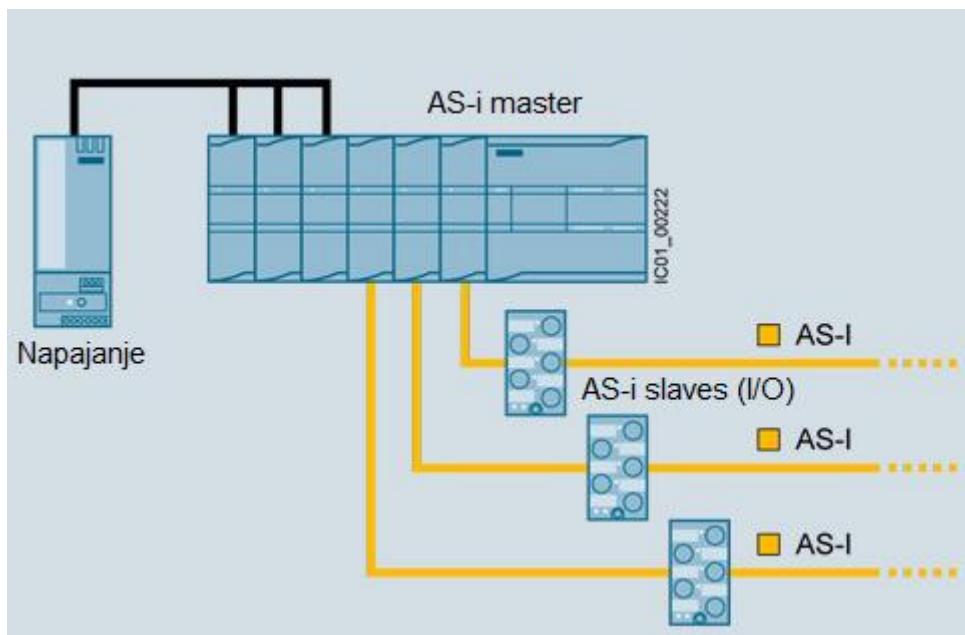 AS-i master
IC01_00222
Napajanje
AS-I
AS-i slaves (I/O)
AS-I
AS-I